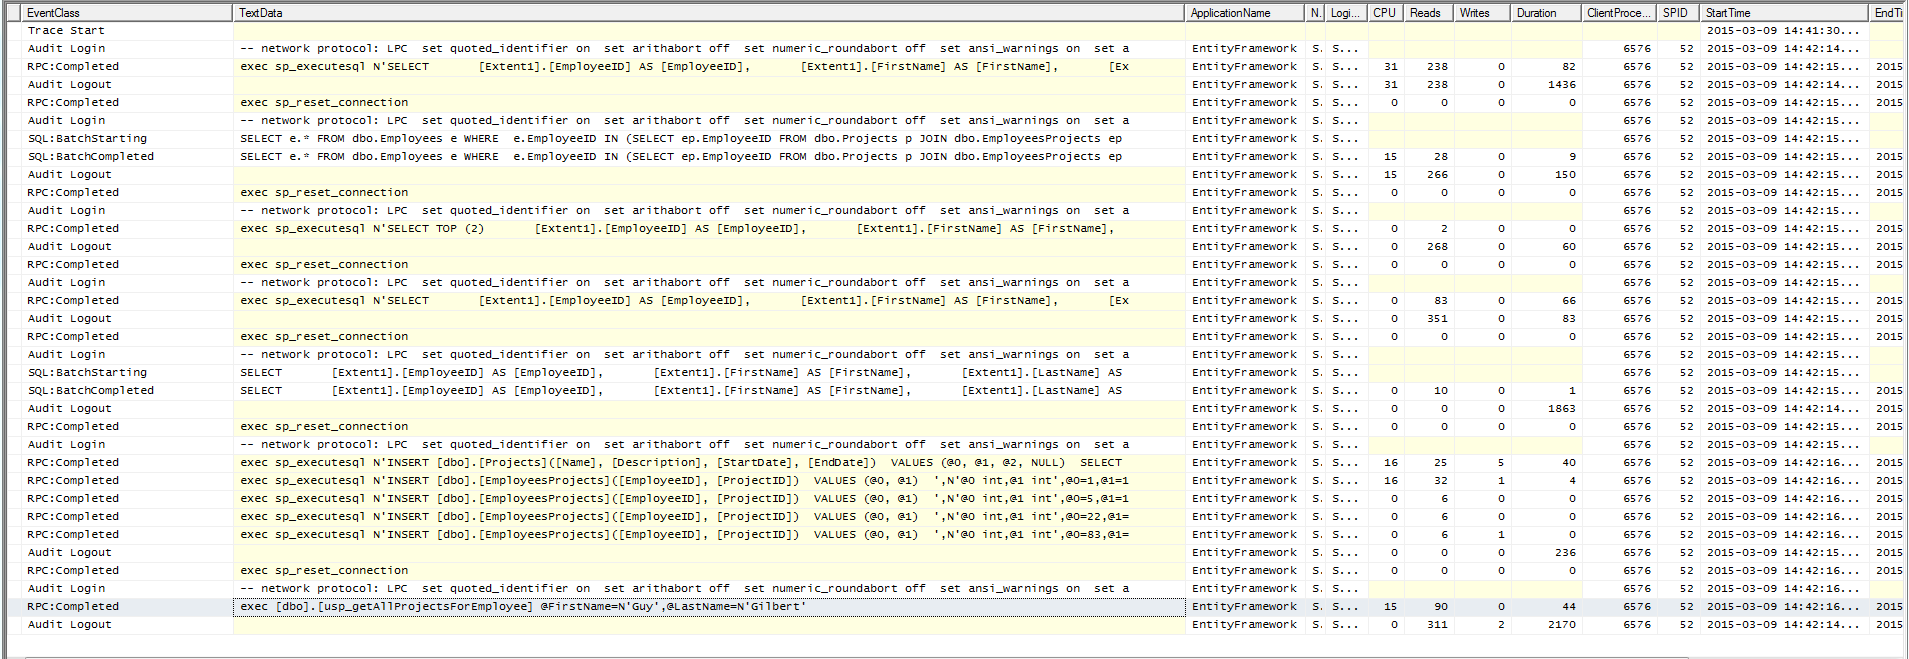 EventClass TextData ApplicationName N. Logi... CPU Reads Writes Duration ClientProce... SPID StartTime EndTi
Trace Start 2015-03-09 14:41:30...
Audit Login -- network protocol: LPC set quoted_identifier on set arithabort off set numeric_roundabort off set ansi_warnings on set a EntityFramework S. S... 6576 52 2015-03-09 14:42:14...
RPC:Completed exec sp_executesql N'SELECT [Extent1].[EmployeeID] AS [EmployeeID], [Extent1].[FirstName] AS [FirstName], [Ex EntityFramework S. S... 31 238 0 82 6576 52 2015-03-09 14:42:15... 2015
Audit Logout EntityFramework S. S... 31 238 0 1436 6576 52 2015-03-09 14:42:14... 2015
RPC:Completed exec sp_reset_connection EntityFramework S. S... 0 0 0 0 6576 52 2015-03-09 14:42:15... 2015
Audit Login -- network protocol: LPC set quoted_identifier on set arithabort off set numeric_roundabort off set ansi_warnings on set a EntityFramework S. S... 6576 52 2015-03-09 14:42:15...
SQL:BatchStarting SELECT e.* FROM dbo.Employees e WHERE e.EmployeeID IN (SELECT ep.EmployeeID FROM dbo.Projects p JOIN dbo.EmployeesProjects ep EntityFramework S. S... 6576 52 2015-03-09 14:42:15...
SQL:BatchCompleted SELECT e.* FROM dbo.Employees e WHERE e.EmployeeID IN (SELECT ep.EmployeeID FROM dbo.Projects p JOIN dbo.EmployeesProjects ep EntityFramework S. S... 15 28 0 9 6576 52 2015-03-09 14:42:15... 2015
Audit Logout EntityFramework S. S... 15 266 0 150 6576 52 2015-03-09 14:42:15... 2015
RPC:Completed exec sp_reset_connection EntityFramework S. S... 0 0 0 0 6576 52 2015-03-09 14:42:15... 2015
Audit Login -- network protocol: LPC set quoted_identifier on set arithabort off set numeric_roundabort off set ansi_warnings on set a EntityFramework S. S... 6576 52 2015-03-09 14:42:15...
RPC:Completed exec sp_executesql N'SELECT TOP (2) [Extent1].[EmployeeID] AS [EmployeeID], [Extent1].[FirstName] AS [FirstName], EntityFramework S. S... 0 2 0 0 6576 52 2015-03-09 14:42:15... 2015
Audit Logout EntityFramework S. S... 0 268 0 60 6576 52 2015-03-09 14:42:15... 2015
RPC:Completed exec sp_reset_connection EntityFramework S. S... 0 0 0 0 6576 52 2015-03-09 14:42:15... 2015
Audit Login -- network protocol: LPC set quoted_identifier on set arithabort off set numeric_roundabort off set ansi_warnings on set a EntityFramework S. S... 6576 52 2015-03-09 14:42:15...
RPC:Completed exec sp_executesql N'SELECT [Extent1].[EmployeeID] AS [EmployeeID], [Extent1].[FirstName] AS [FirstName], [Ex EntityFramework S. S... 0 83 0 66 6576 52 2015-03-09 14:42:15... 2015
Audit Logout EntityFramework S. S... 0 351 0 83 6576 52 2015-03-09 14:42:15... 2015
RPC:Completed exec sp_reset_connection EntityFramework S. S... 0 0 0 0 6576 52 2015-03-09 14:42:15... 2015
Audit Login -- network protocol: LPC set quoted_identifier on set arithabort off set numeric_roundabort off set ansi_warnings on set a EntityFramework S. S... 6576 52 2015-03-09 14:42:15...
SQL:BatchStarting SELECT [Extent1].[EmployeeID] AS [EmployeeID], [Extent1].[FirstName] AS [FirstName], [Extent1].[LastName] AS EntityFramework S. S... 6576 52 2015-03-09 14:42:15...
SQL:BatchCompleted SELECT [Extent1].[EmployeeID] AS [EmployeeID], [Extent1].[FirstName] AS [FirstName], [Extent1].[LastName] AS EntityFramework S. S... 0 10 0 1 6576 52 2015-03-09 14:42:15... 2015
Audit Logout EntityFramework S. S... 0 0 0 1863 6576 52 2015-03-09 14:42:14... 2015
RPC:Completed exec sp_reset_connection EntityFramework S. S... 0 0 0 0 6576 52 2015-03-09 14:42:16... 2015
Audit Login -- network protocol: LPC set quoted_identifier on set arithabort off set numeric_roundabort off set ansi_warnings on set a EntityFramework S. S... 6576 52 2015-03-09 14:42:16...
RPC:Completed exec sp_executesql N'INSERT [dbo].[Projects]([Name], [Description], [StartDate], [EndDate]) VALUES (@0, @1, @2, NULL) SELECT EntityFramework S. S... 16 25 5 40 6576 52 2015-03-09 14:42:16... 2015
RPC:Completed exec sp_executesql N'INSERT [dbo].[EmployeesProjects]([EmployeeID], [ProjectID]) VALUES (@0, @1) ',N'@0 int,@1 int',@0=1,@1=1 EntityFramework S. S... 16 32 1 4 6576 52 2015-03-09 14:42:16... 2015
RPC:Completed exec sp_executesql N'INSERT [dbo].[EmployeesProjects]([EmployeeID], [ProjectID]) VALUES (@0, @1) ',N'@0 int,@1 int',@0=5,@1=1 EntityFramework S. S... 0 6 0 0 6576 52 2015-03-09 14:42:16... 2015
RPC:Completed exec sp_executesql N'INSERT [dbo].[EmployeesProjects]([EmployeeID], [ProjectID]) VALUES (@0, @1) ',N'@0 int,@1 int',@0=22,@1= EntityFramework S. S... 0 6 0 0 6576 52 2015-03-09 14:42:16... 2015
RPC:Completed exec sp_executesql N'INSERT [dbo].[EmployeesProjects]([EmployeeID], [ProjectID]) VALUES (@0, @1) ',N'@0 int,@1 int',@0=83,@1= EntityFramework S. S... 0 6 1 0 6576 52 2015-03-09 14:42:16... 2015
Audit Logout EntityFramework S. S... 0 0 0 236 6576 52 2015-03-09 14:42:16... 2015
RPC:Completed exec sp_reset_connection EntityFramework S. S... 0 0 0 0 6576 52 2015-03-09 14:42:16... 2015
Audit Login -- network protocol: LPC set quoted_identifier on set arithabort off set numeric_roundabort off set ansi_warnings on set a EntityFramework S. S... 6576 52 2015-03-09 14:42:16...
RPC:Completed exec [dbo].[usp_getAllProjectsForEmployee] @FirstName=N'Guy',@LastName=N'Gilbert' EntityFramework S. S... 15 90 0 44 6576 52 2015-03-09 14:42:16... 2015
Audit Logout EntityFramework S. S... 0 311 2 2170 6576 52 2015-03-09 14:42:14... 2015